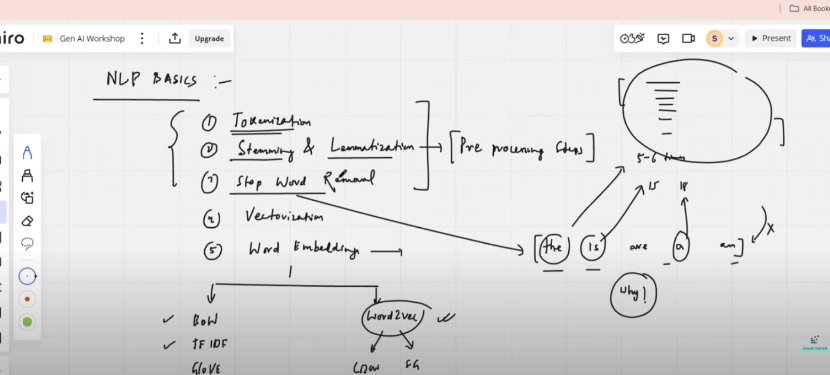 All Book
iro Gen AI Workshop Upgrade S Present Sha
NLP BASICS :-
① Tokenization
② Stemming & Lemmatization → [Pre processing Steps]
③ Stop Word Removal
④ Vectorization
⑤ Word Embedding
5-6 times
15 18
[the is are a an] x
Why!
BOW
TF IDF
GLOVE
Word2vec
CBOW SG